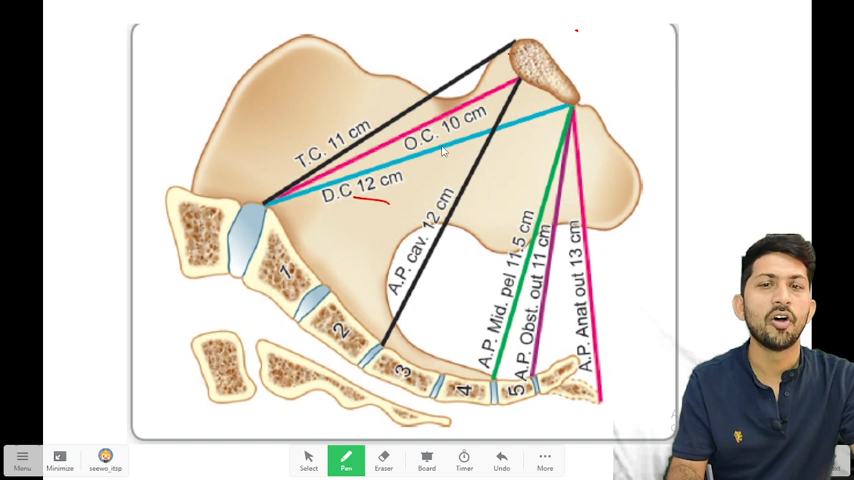 T.C. 11 cm
O.C. 10 cm
D.C 12 cm
A.P. cav. 12 cm
A.P. Mid. pel 11.5 cm
A.P. Obst. out 11 cm
A.P. Anat out 13 cm
1
2
3
4
5
Menu
Minimize
seewo_itsp
Select
Pen
Eraser
Board
Timer
Undo
More